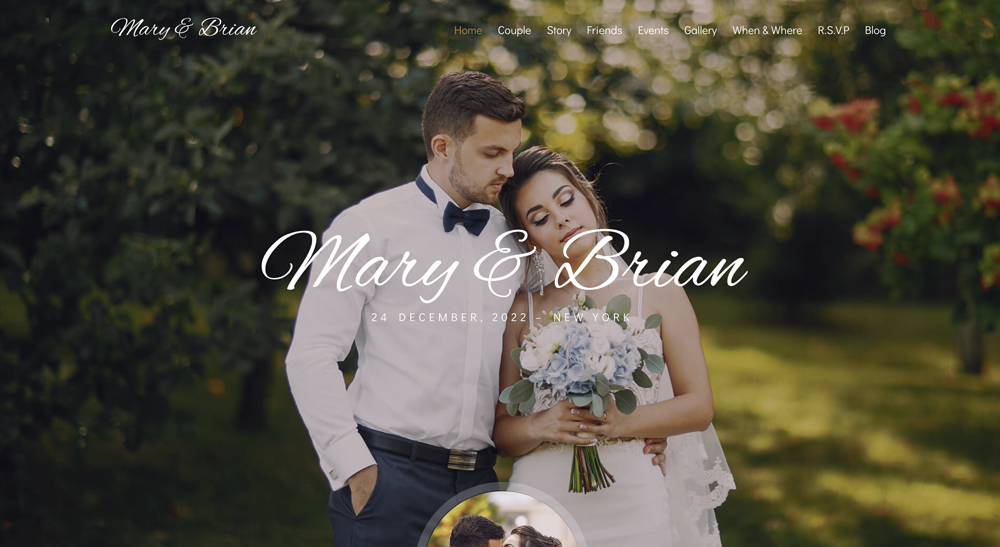 Mary & Brian
Home Couple Story Friends Events Gallery When & Where R.S.V.P Blog
Mary & Brian
24 DECEMBER, 2022 - NEW YORK